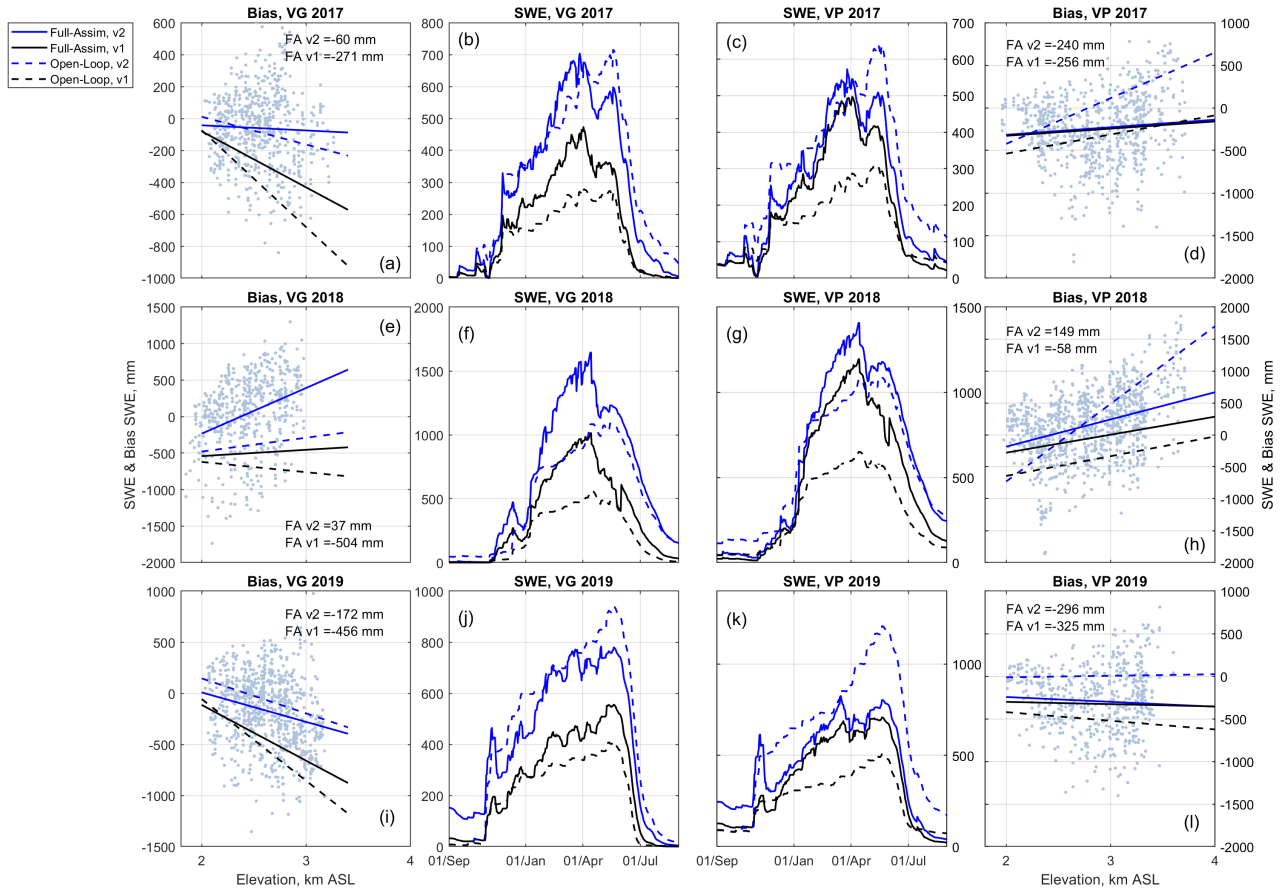 Full-Assim, v2
Full-Assim, v1
Open-Loop, v2
Open-Loop, v1
Bias, VG 2017
FA v2 =-60 mm
FA v1 =-271 mm
600
400
200
0
-200
-400
-600
-800
-1000
(a)
SWE, VG 2017
(b)
800
700
600
500
400
300
200
100
0
SWE, VP 2017
(c)
700
600
500
400
300
200
100
0
Bias, VP 2017
FA v2 =-240 mm
FA v1 =-256 mm
1000
500
0
-500
-1000
-1500
-2000
(d)
Bias, VG 2018
(e)
1500
1000
500
0
-500
-1000
-1500
-2000
FA v2 =37 mm
FA v1 =-504 mm
SWE & Bias SWE, mm
SWE, VG 2018
(f)
2000
1500
1000
500
0
SWE, VP 2018
(g)
1500
1000
500
0
Bias, VP 2018
FA v2 =149 mm
FA v1 =-58 mm
2000
1500
1000
500
0
-500
-1000
-1500
-2000
(h)
SWE & Bias SWE, mm
Bias, VG 2019
FA v2 =-172 mm
FA v1 =-456 mm
1000
500
0
-500
-1000
-1500
(i)
2 3 4
Elevation, km ASL
SWE, VG 2019
(j)
1000
800
600
400
200
0
01/Sep 01/Jan 01/Apr 01/Jul
SWE, VP 2019
(k)
1000
500
0
01/Sep 01/Jan 01/Apr 01/Jul
Bias, VP 2019
FA v2 =-296 mm
FA v1 =-325 mm
1000
500
0
-500
-1000
-1500
-2000
(l)
2 3 4
Elevation, km ASL